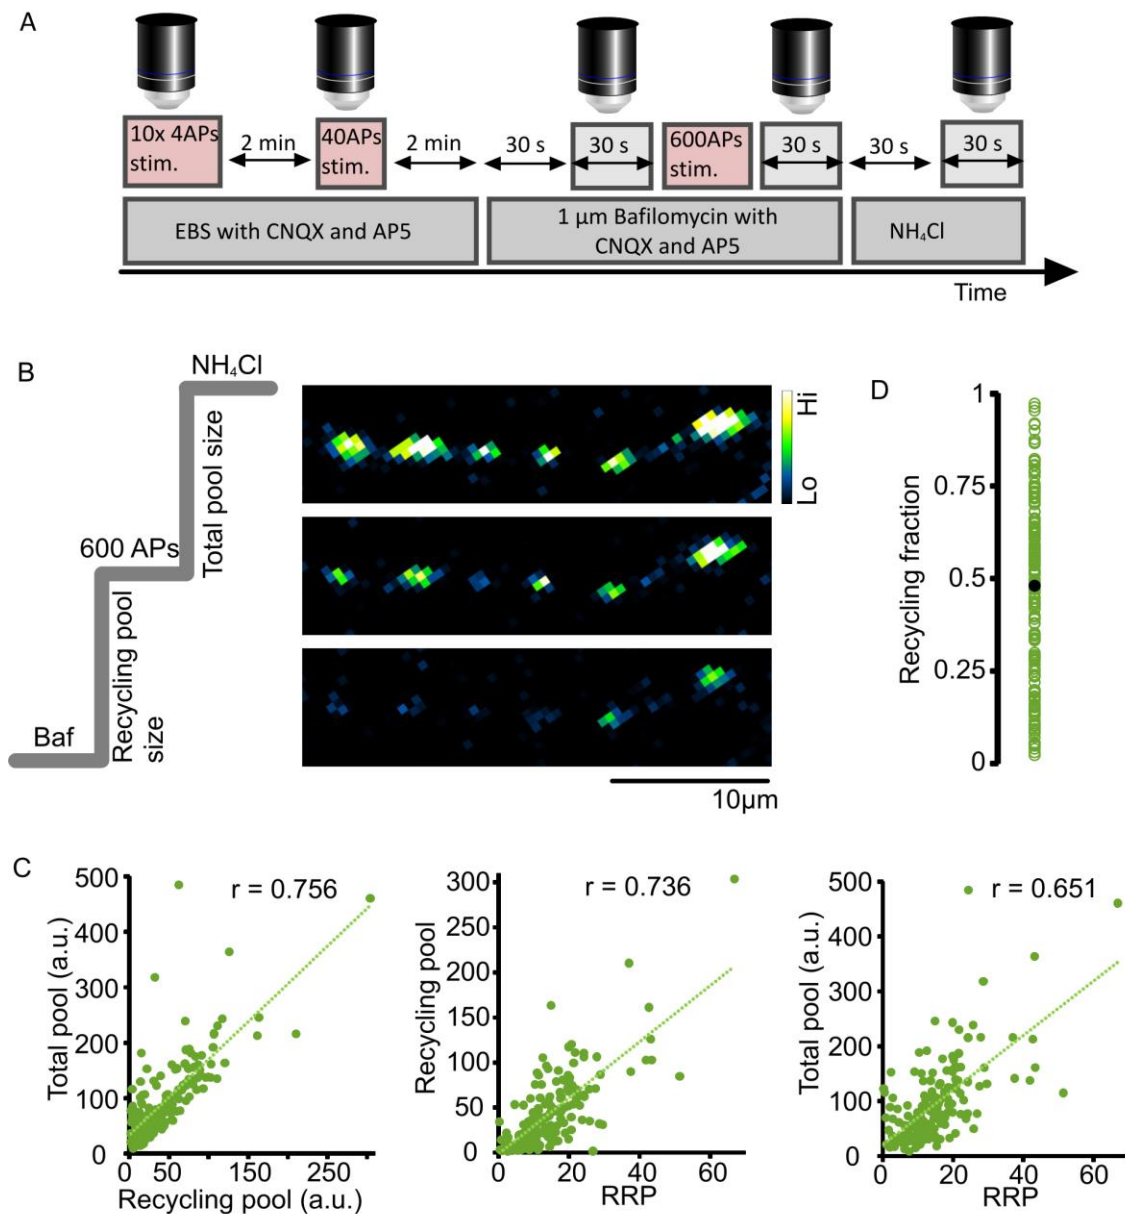 A
10x 4APs
stim.
2 min
40APs
stim.
2 min
30 s
30 s
600APs
stim.
30 s
30 s
30 s
EBS with CNQX and AP5
1 µm Bafilomycin with
CNQX and AP5
NH₄Cl
Time
B
NH₄Cl
Total pool size
600 APs
Recycling pool
size
Baf
Hi
Lo
10µm
D
Recycling fraction
1
0.75
0.5
0.25
0
C
r = 0.756
Total pool (a.u.)
500
400
300
200
100
0
0 50 150 250
Recycling pool (a.u.)
r = 0.736
Recycling pool
300
250
200
150
100
50
0
0 20 40 60
RRP
r = 0.651
Total pool (a.u.)
500
400
300
200
100
0
0 20 40 60
RRP